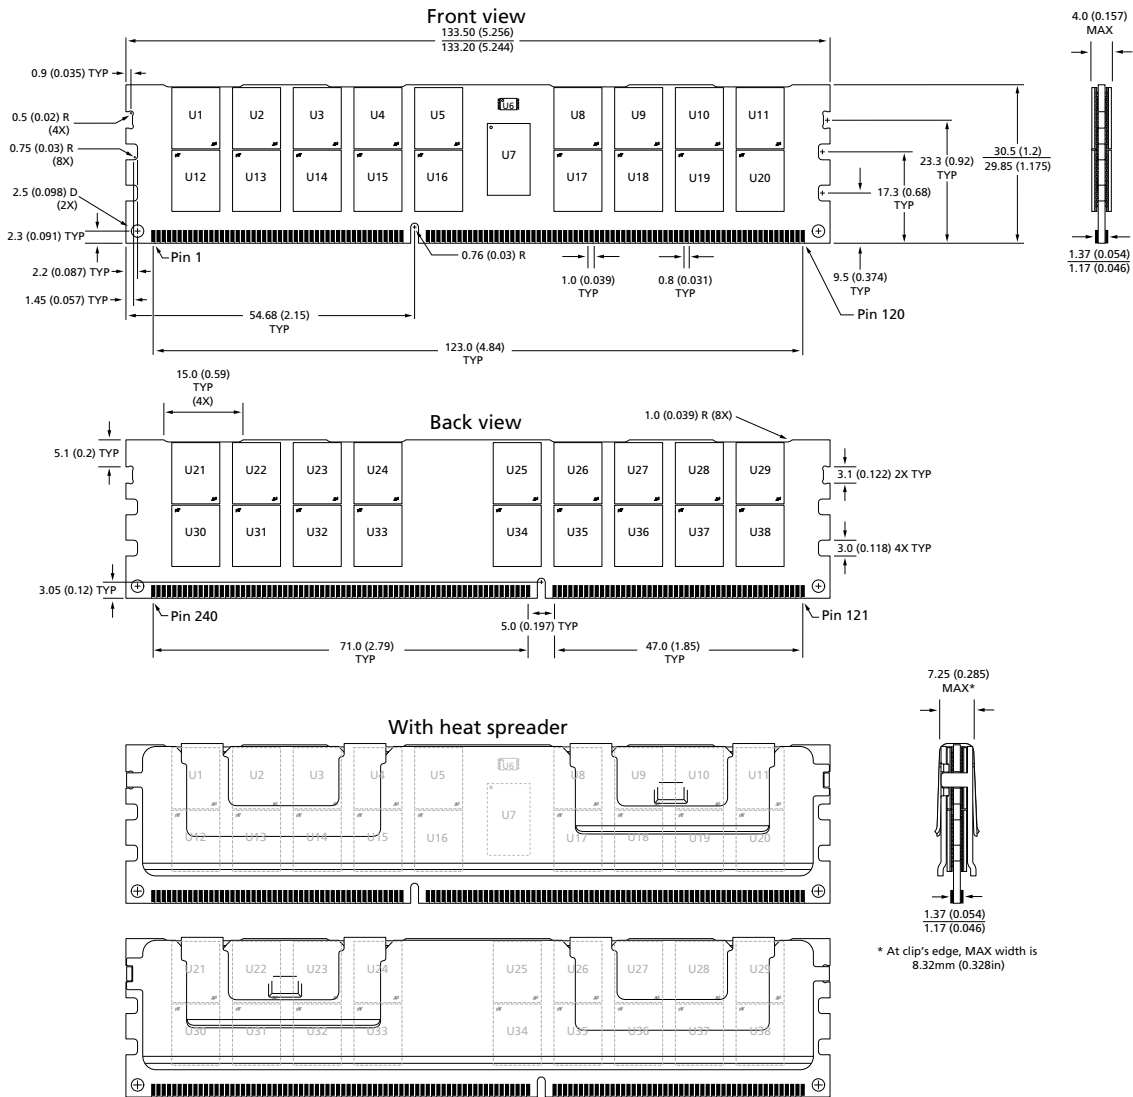 Front view
133.50 (5.256)
133.20 (5.244)
4.0 (0.157)
MAX
0.9 (0.035) TYP
0.5 (0.02) R
(4X)
0.75 (0.03) R
(8X)
2.5 (0.098) D
(2X)
2.3 (0.091) TYP
2.2 (0.087) TYP
1.45 (0.057) TYP
U1 U2 U3 U4 U5 U6 U8 U9 U10 U11
U7
U12 U13 U14 U15 U16 U17 U18 U19 U20
23.3 (0.92)
TYP
30.5 (1.2)
29.85 (1.175)
17.3 (0.68)
TYP
Pin 1
0.76 (0.03) R
1.0 (0.039)
TYP
0.8 (0.031)
TYP
9.5 (0.374)
TYP
1.37 (0.054)
1.17 (0.046)
54.68 (2.15)
TYP
Pin 120
123.0 (4.84)
TYP
15.0 (0.59)
TYP
(4X)
Back view
1.0 (0.039) R (8X)
5.1 (0.2) TYP
U21 U22 U23 U24 U25 U26 U27 U28 U29
3.1 (0.122) 2X TYP
U30 U31 U32 U33 U34 U35 U36 U37 U38
3.0 (0.118) 4X TYP
3.05 (0.12) TYP
Pin 240
5.0 (0.197) TYP
Pin 121
71.0 (2.79)
TYP
47.0 (1.85)
TYP
7.25 (0.285)
MAX*
With heat spreader
U1 U2 U3 U4 U5 U6 U8 U9 U10 U11
U7
U12 U13 U14 U15 U16 U17 U18 U19 U20
1.37 (0.054)
1.17 (0.046)
* At clip's edge, MAX width is
8.32mm (0.328in)
U21 U22 U23 U24 U25 U26 U27 U28 U29
U30 U31 U32 U33 U34 U35 U36 U37 U38